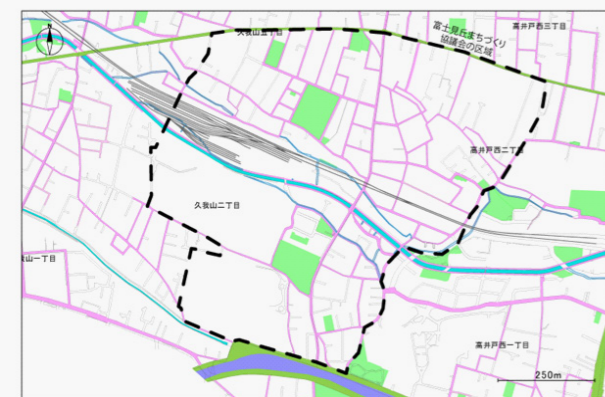 N
久我山三丁目
高井戸西三丁目
富士見丘まちづくり
協議会の区域
高井戸西二丁目
久我山二丁目
我山一丁目
高井戸西一丁目
250m